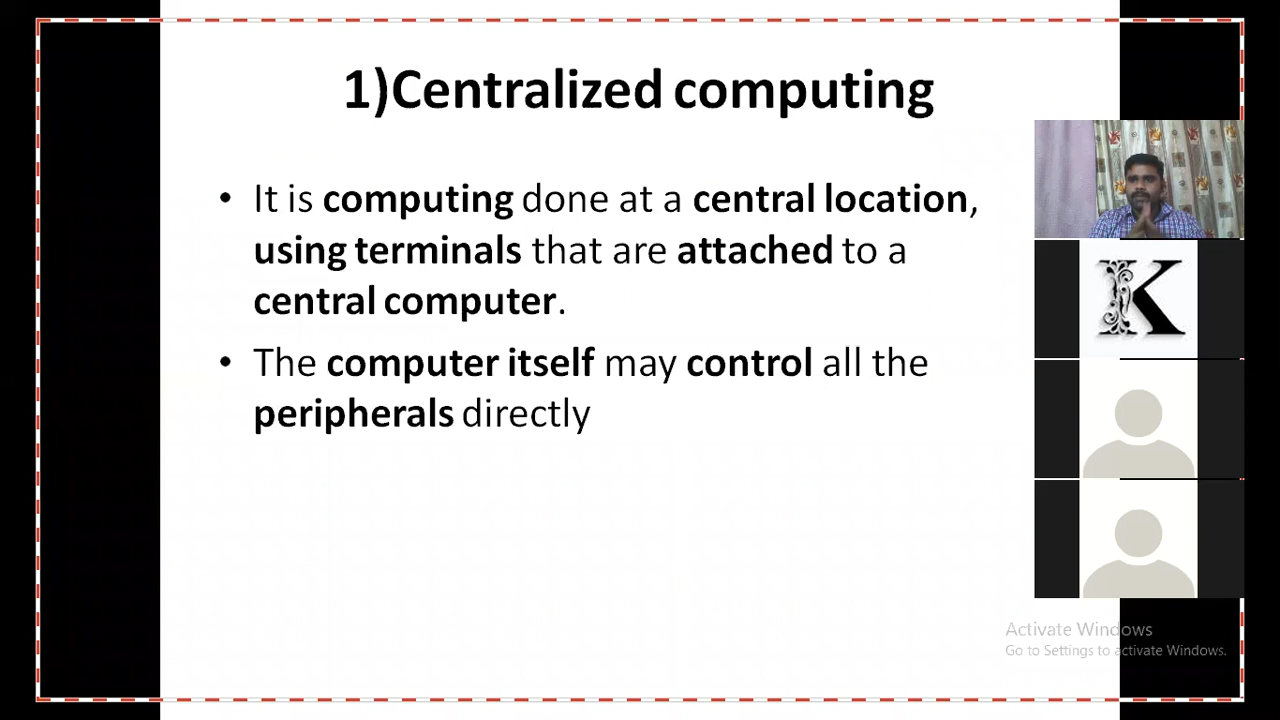 1)Centralized computing
• It is computing done at a central location,
using terminals that are attached to a
central computer.
• The computer itself may control all the
peripherals directly
K
Activate Windows
Go to Settings to activate Windows.